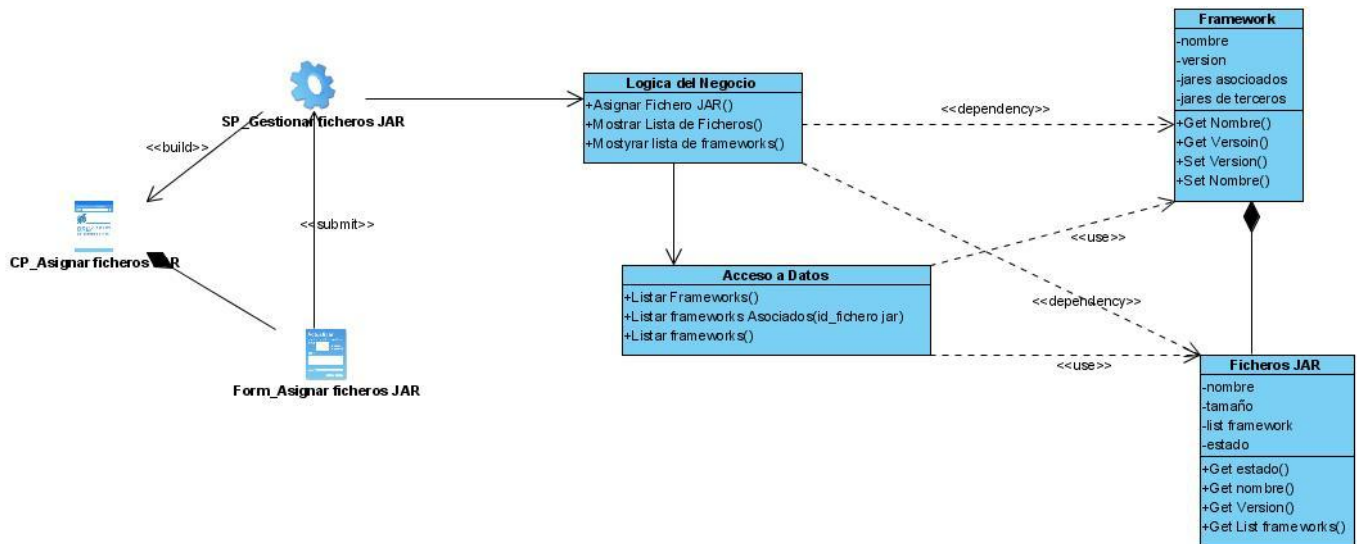 SP_Gestionar ficheros JAR
<<build>>
<<submit>>
CP_Asignar ficheros JAR
Form_Asignar ficheros JAR
Logica del Negocio
+Asignar Fichero JAR()
+Mostrar Lista de Ficheros()
+Mostyrar lista de frameworks()
<<dependency>>
Framework
-nombre
-version
-jares asocioados
-jares de terceros
+Get Nombre()
+Get Versoin()
+Set Version()
+Set Nombre()
<<use>>
Acceso a Datos
+Listar Frameworks()
+Listar frameworks Asociados(id_fichero jar)
+Listar frameworks()
<<dependency>>
<<use>>
Ficheros JAR
-nombre
-tamaño
-list framework
-estado
+Get estado()
+Get nombre()
+Get Version()
+Get List frameworks()